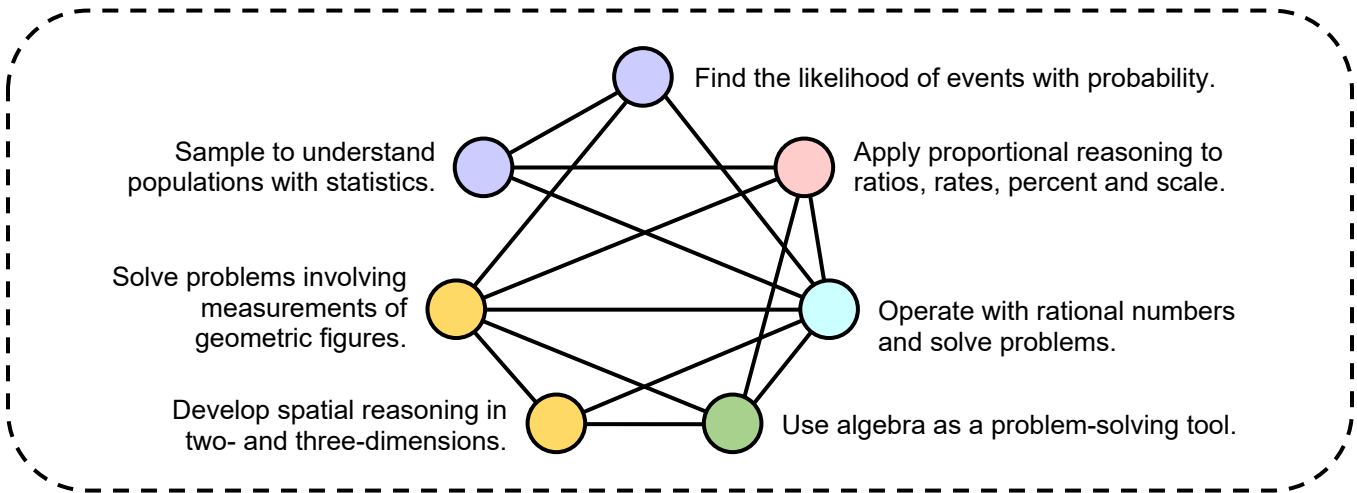 Find the likelihood of events with probability.
Sample to understand
populations with statistics.
Apply proportional reasoning to
ratios, rates, percent and scale.
Solve problems involving
measurements of
geometric figures.
Operate with rational numbers
and solve problems.
Develop spatial reasoning in
two- and three-dimensions.
Use algebra as a problem-solving tool.